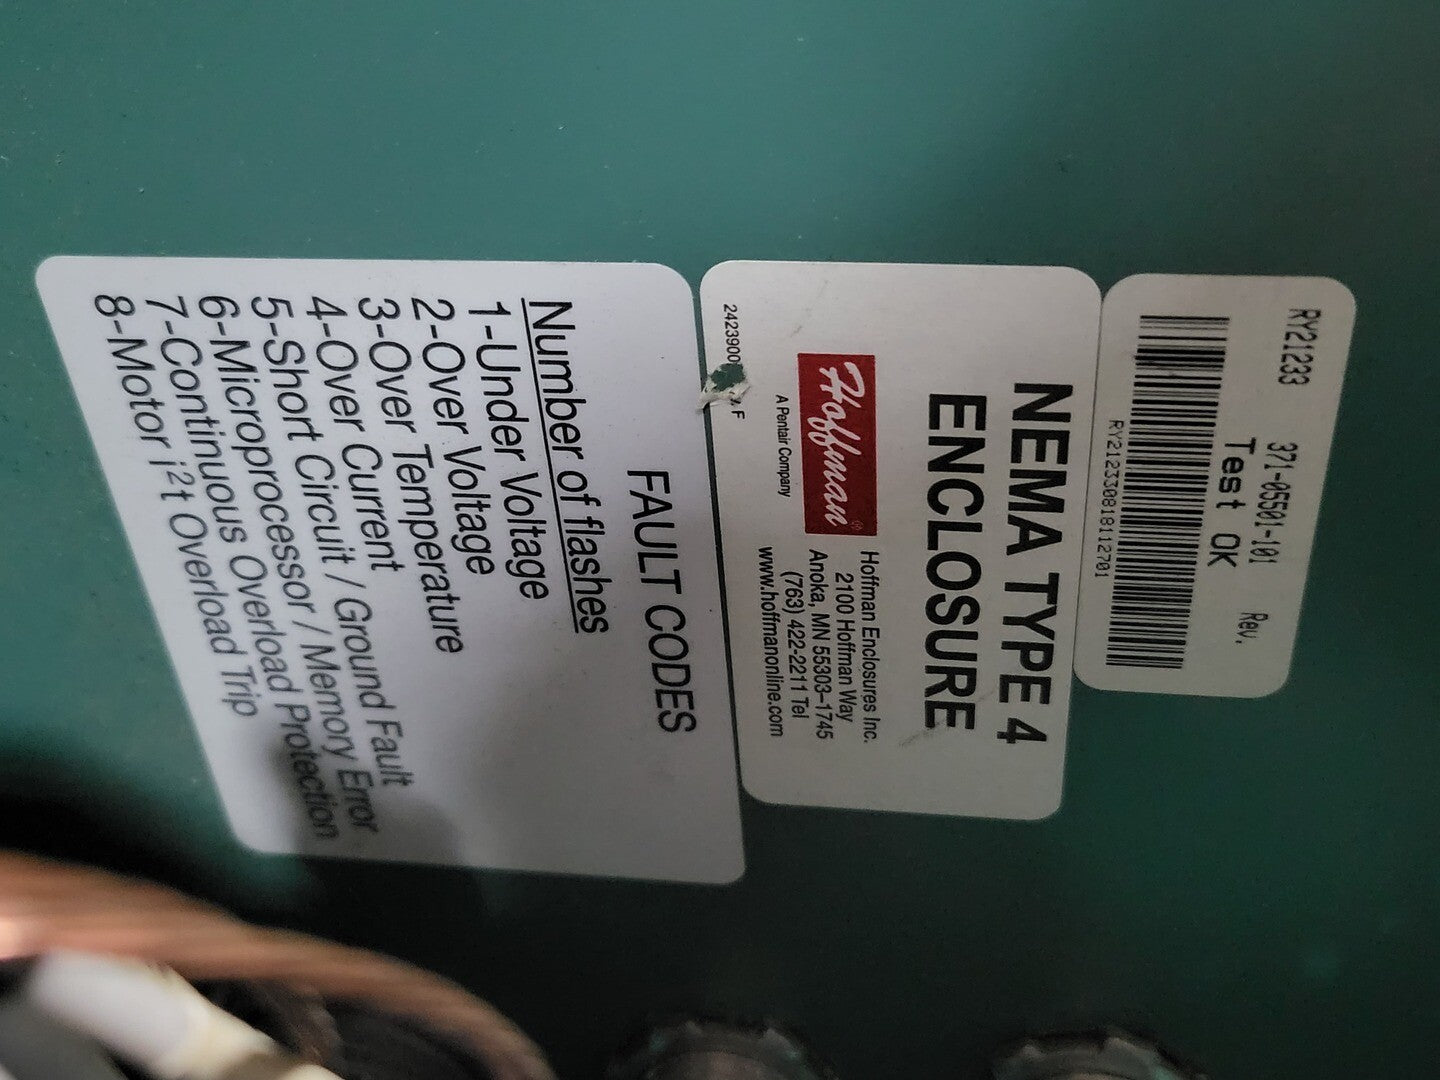 RY21233
371-05501-101 Rev.
Test OK
RY212330818112701
NEMA TYPE 4
ENCLOSURE
Hoffman®
A Pentair Company
Hoffman Enclosures Inc.
2100 Hoffman Way
Anoka, MN 55303-1745
(763) 422-2211 Tel
www.hoffmanonline.com
2423900
F
FAULT CODES
Number of flashes
1-Under Voltage
2-Over Voltage
3-Over Temperature
4-Over Current
5-Short Circuit / Ground Fault
6-Microprocessor / Memory Error
7-Continuous Overload Protection
8-Motor i²t Overload Trip